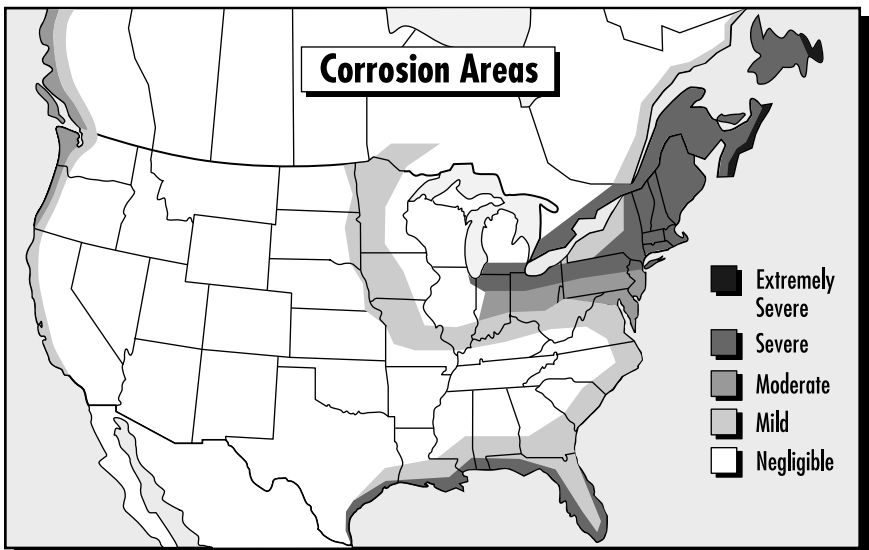 Corrosion Areas
Extremely
Severe
Severe
Moderate
Mild
Negligible